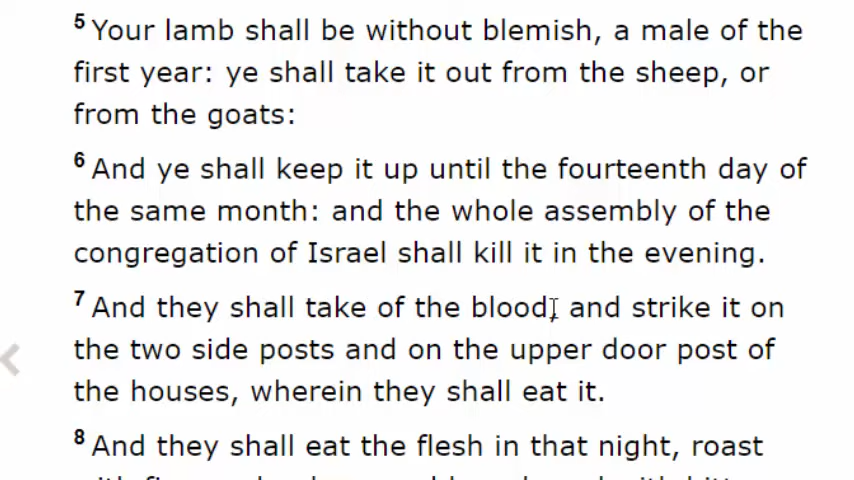 5 Your lamb shall be without blemish, a male of the
first year: ye shall take it out from the sheep, or
from the goats:
6 And ye shall keep it up until the fourteenth day of
the same month: and the whole assembly of the
congregation of Israel shall kill it in the evening.
7 And they shall take of the blood, and strike it on
the two side posts and on the upper door post of
the houses, wherein they shall eat it.
8 And they shall eat the flesh in that night, roast